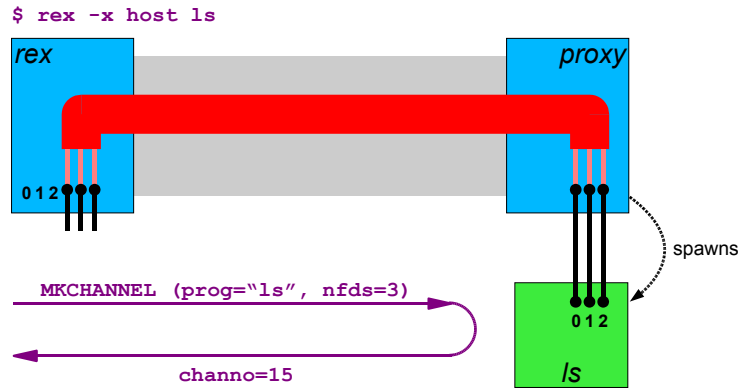 $ rex -x host ls
rex
proxy
0 1 2
spawns
MKCHANNEL (prog=“ls”, nfds=3)
0 1 2
channo=15
ls